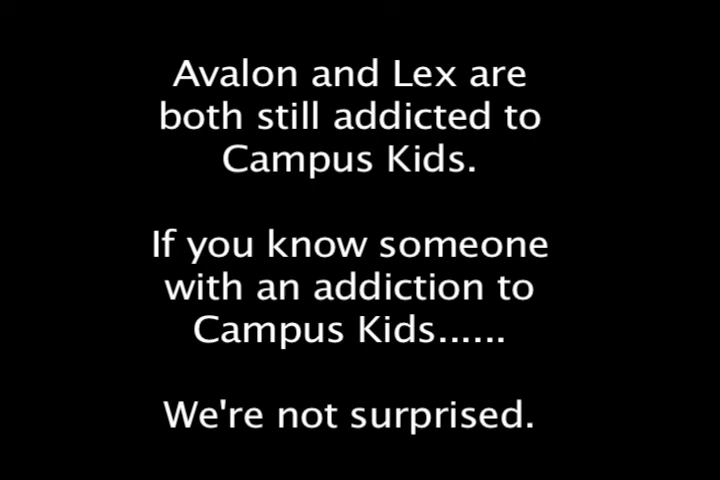 Avalon and Lex are
both still addicted to
Campus Kids.
If you know someone
with an addiction to
Campus Kids......
We're not surprised.